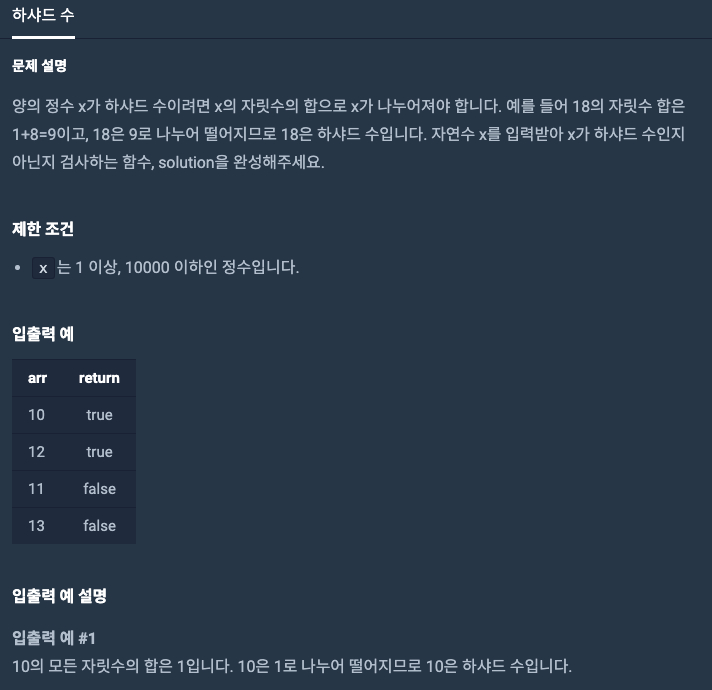 하샤드 수
문제 설명
양의 정수 x가 하샤드 수이려면 x의 자릿수의 합으로 x가 나누어져야 합니다. 예를 들어 18의 자릿수 합은
1+8=9이고, 18은 9로 나누어 떨어지므로 18은 하샤드 수입니다. 자연수 x를 입력받아 x가 하샤드 수인지
아닌지 검사하는 함수, solution을 완성해주세요.
제한 조건
• x 는 1 이상, 10000 이하인 정수입니다.
입출력 예
arr return
10 true
12 true
11 false
13 false
입출력 예 설명
입출력 예 #1
10의 모든 자릿수의 합은 1입니다. 10은 1로 나누어 떨어지므로 10은 하샤드 수입니다.